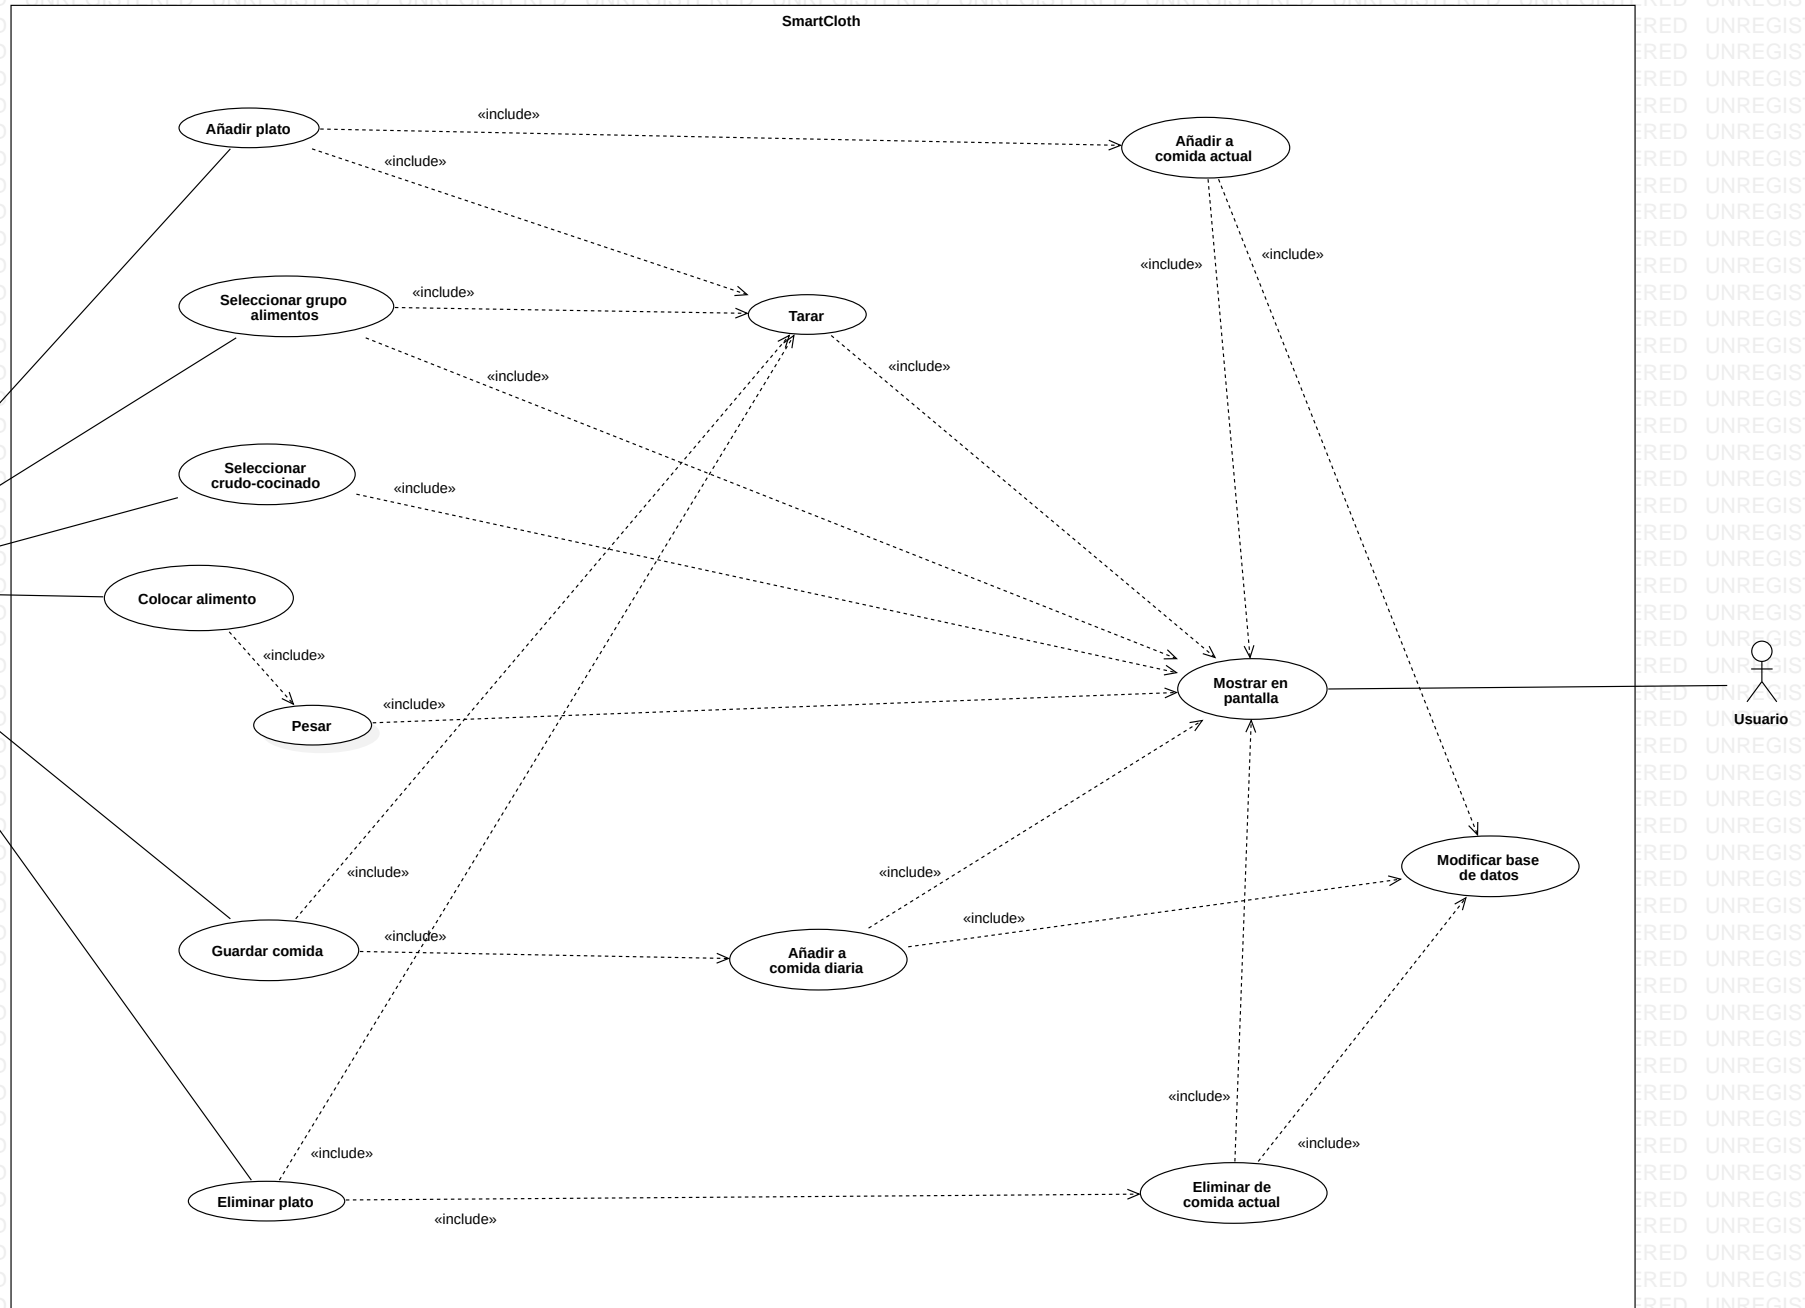 SmartCloth
Añadir plato
«include»
«include»
Añadir a
comida actual
«include»
«include»
Seleccionar grupo
alimentos
«include»
«include»
Tarar
«include»
Seleccionar
crudo-cocinado
«include»
Colocar alimento
«include»
Pesar
«include»
Mostrar en
pantalla
Usuario
Modificar base
de datos
«include»
Guardar comida
«include»
Añadir a
comida diaria
«include»
«include»
Eliminar plato
«include»
«include»
Eliminar de
comida actual
«include»
«include»
UNREGISTERED